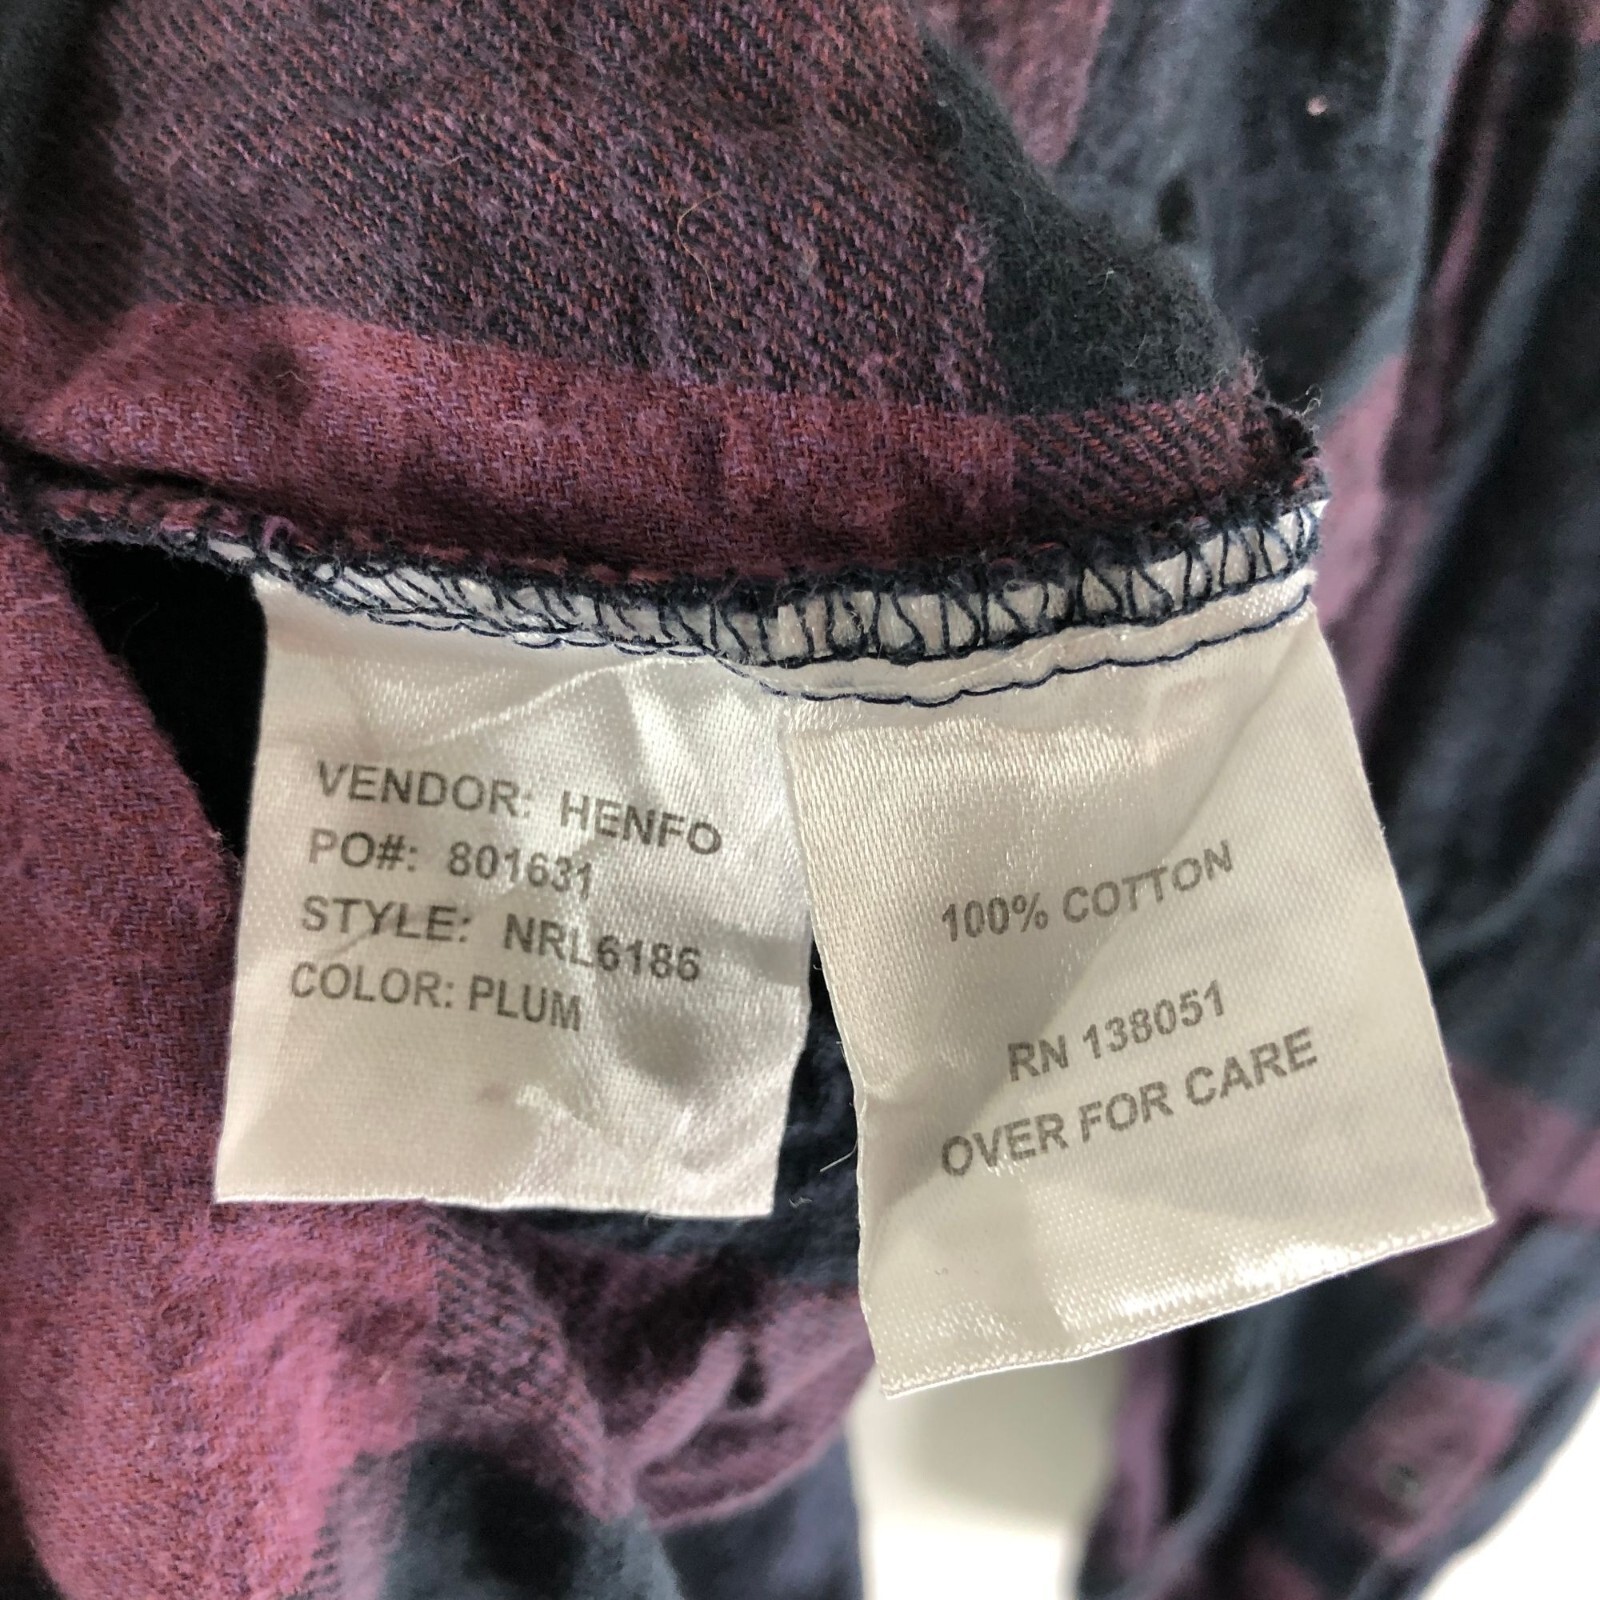 VENDOR: HENFO
PO#: 801631
STYLE: NRL6186
COLOR: PLUM
100% COTTON
RN 138051
OVER FOR CARE